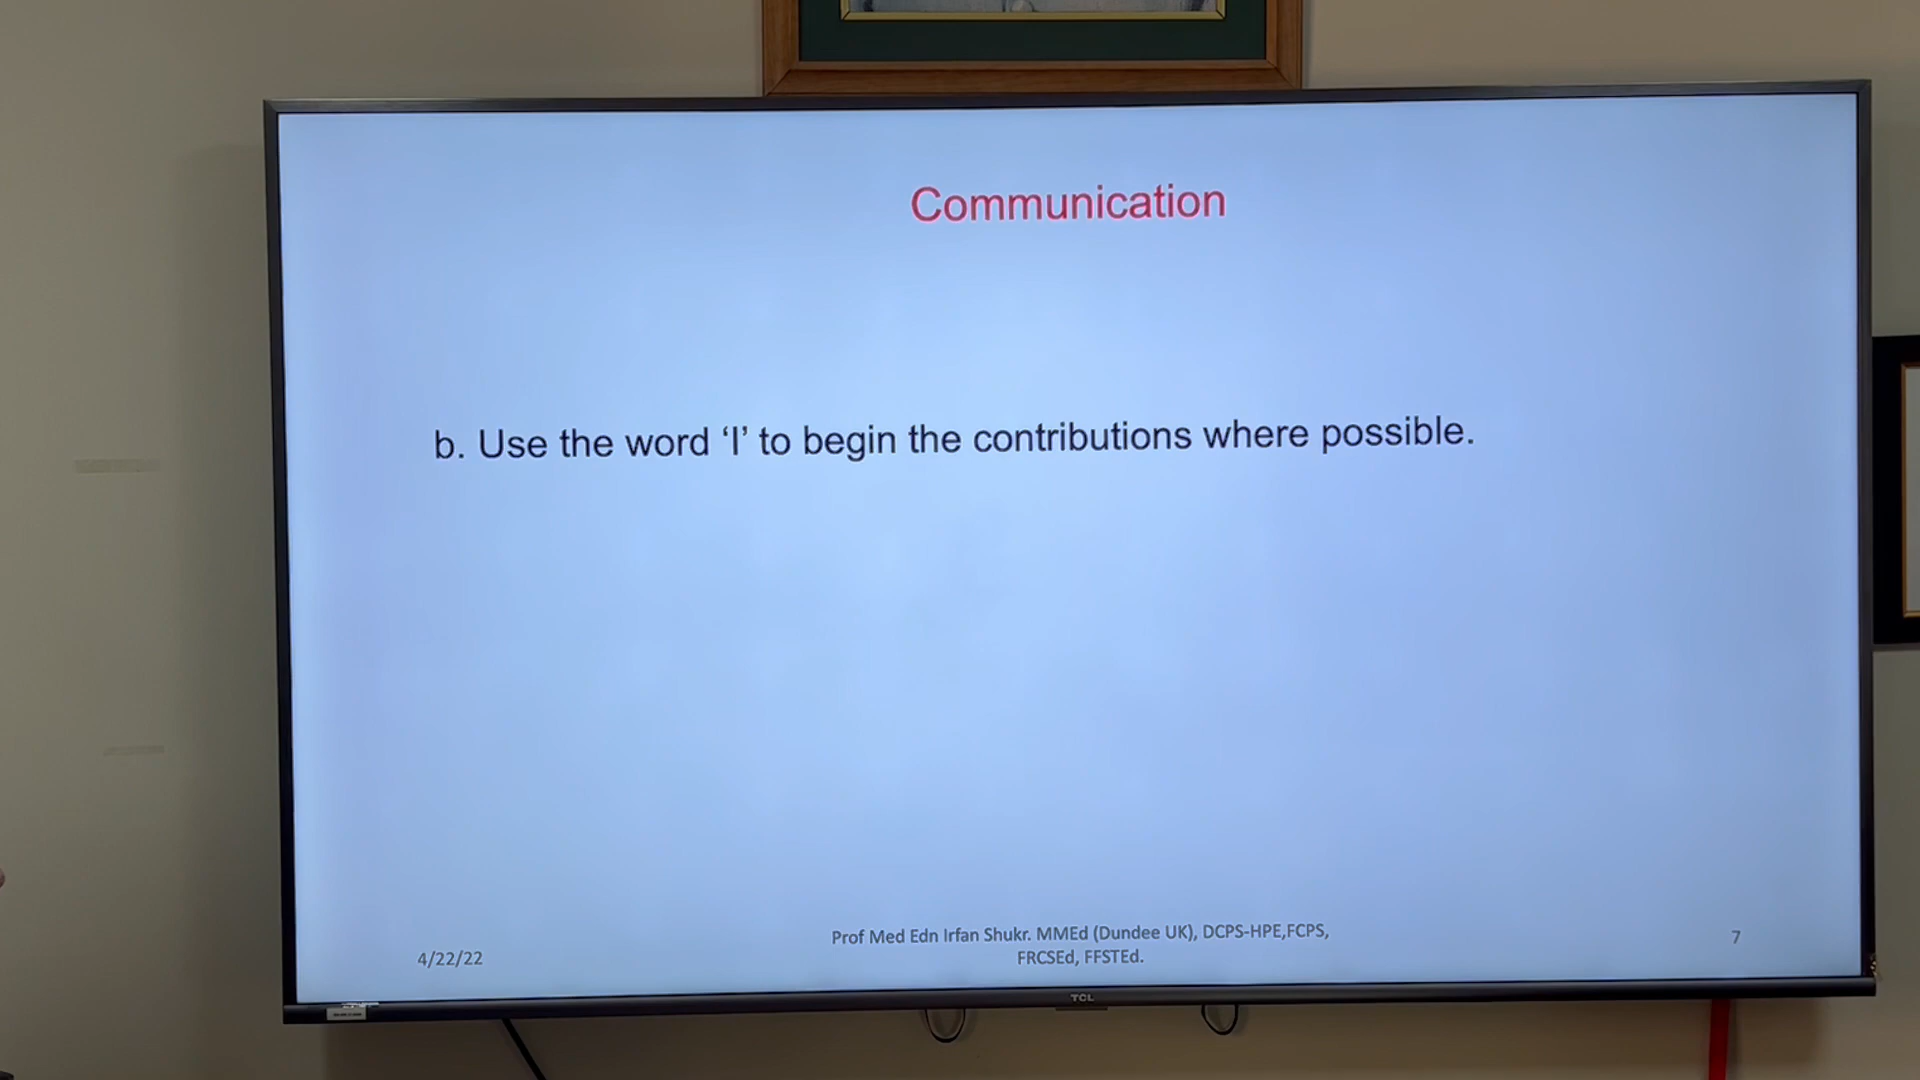 Communication
b. Use the word ‘I’ to begin the contributions where possible.
Prof Med Edn Irfan Shukr. MMEd (Dundee UK), DCPS-HPE,FCPS,
FRCSEd, FFSTEd.
4/22/22
7
TCL